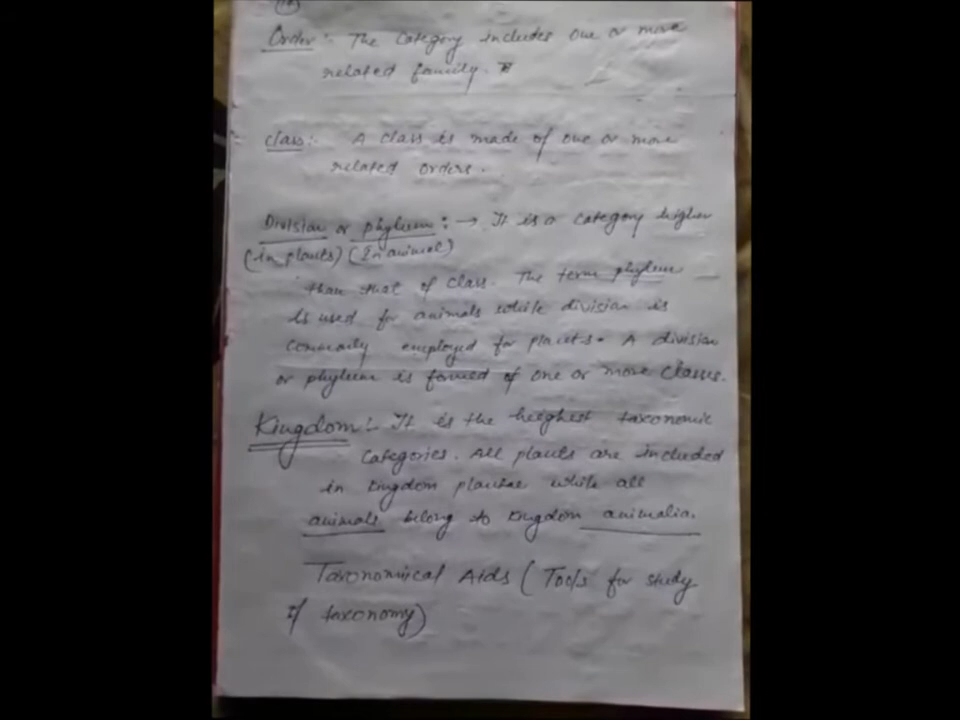 Order:- The Category includes one or more
related family.
Class:- A class is made of one or more
related orders.
Division or phylum:→ It is a category higher
(in plants) (In animal)
than that of class. The term phylum
is used for animals while division is
commonly employed for plants. A division
or phylum is formed of one or more classes.
Kingdom:- It is the heighest taxonomic
categories. All plants are included
in kingdom plantae while all
animals belong to kingdom animalia.
Taxonomical Aids (Tools for study
of taxonomy)